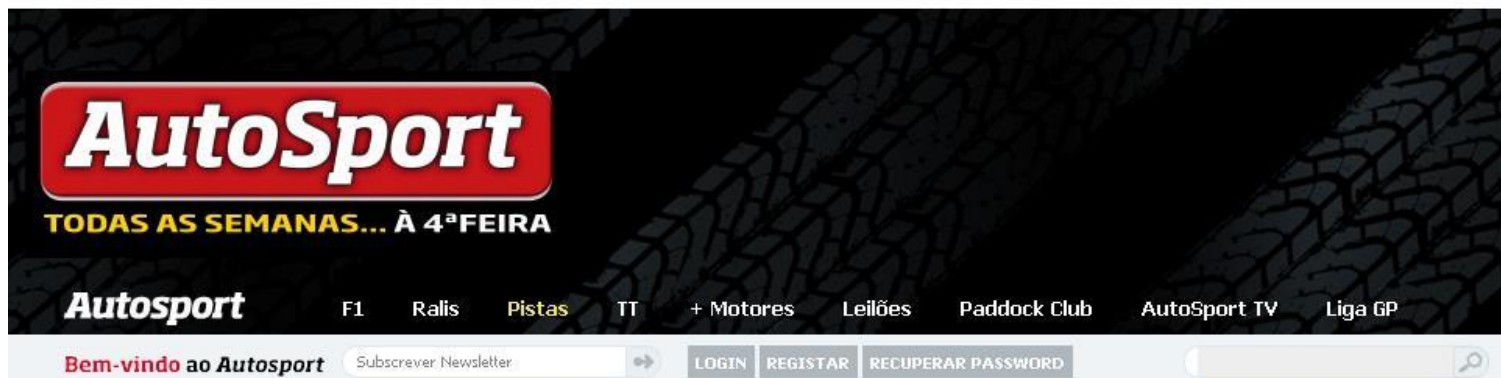 AutoSport
TODAS AS SEMANAS... À 4ªFEIRA
Autosport F1 Ralis Pistas TT + Motores Leilões Paddock Club AutoSport TV Liga GP
Bem-vindo ao Autosport Subscrever Newsletter LOGIN REGISTAR RECUPERAR PASSWORD